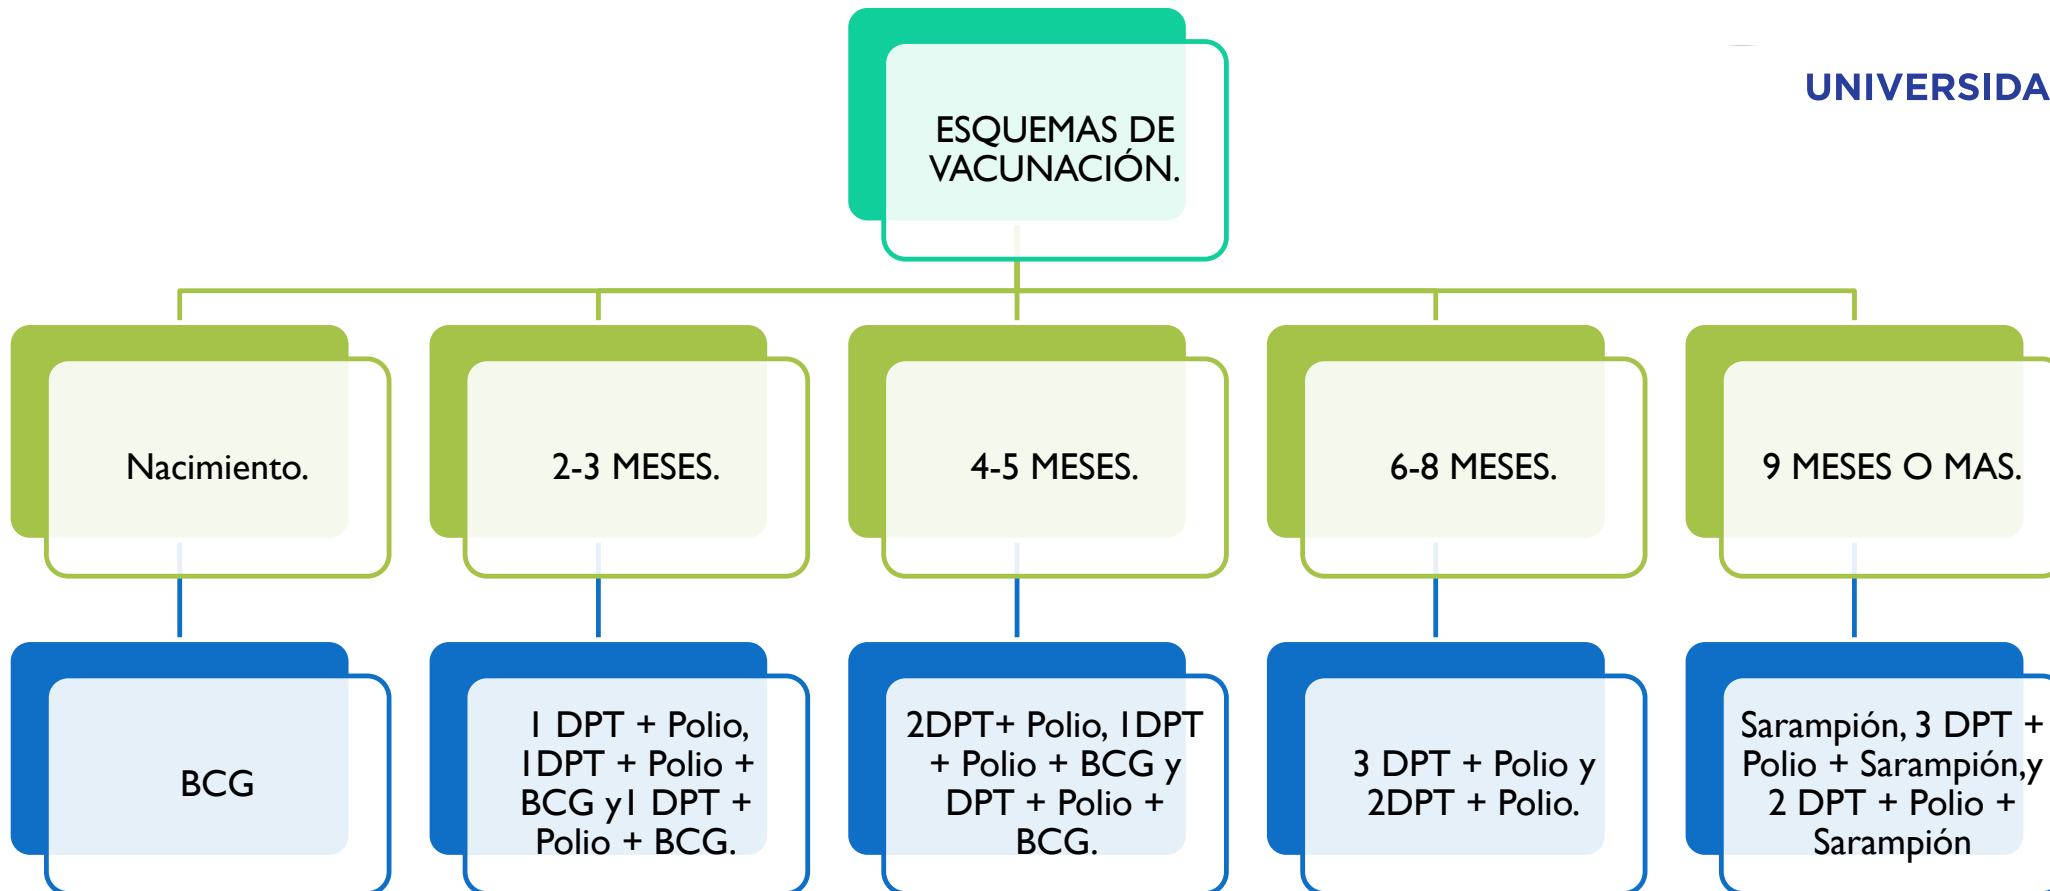 ESQUEMAS DE
VACUNACIÓN.
UNIVERSIDA
Nacimiento.
2-3 MESES.
4-5 MESES.
6-8 MESES.
9 MESES O MAS.
BCG
1 DPT + Polio,
1DPT + Polio +
BCG y1 DPT +
Polio + BCG.
2DPT+ Polio, 1DPT
+ Polio + BCG y
DPT + Polio +
BCG.
3 DPT + Polio y
2DPT + Polio.
Sarampión, 3 DPT +
Polio + Sarampión,y
2 DPT + Polio +
Sarampión